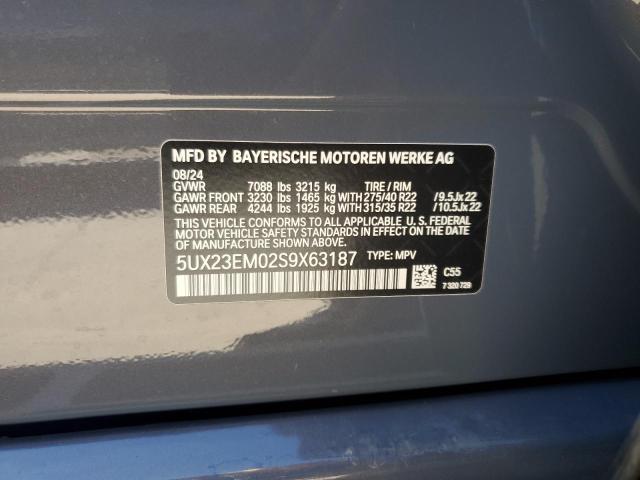 MFD BY BAYERISCHE MOTOREN WERKE AG
08/24
GVWR 7088 lbs 3215 kg TIRE / RIM
GAWR FRONT 3230 lbs 1465 kg WITH 275/40 R22 /9.5Jx22
GAWR REAR 4244 lbs 1925 kg WITH 315/35 R22 /10.5Jx22
THIS VEHICLE CONFORMS TO ALL APPLICABLE U. S. FEDERAL
MOTOR VEHICLE SAFETY STANDARDS IN EFFECT ON THE
DATE OF MANUFACTURE SHOWN ABOVE.
5UX23EM02S9X63187 TYPE: MPV
C55
7 320 729